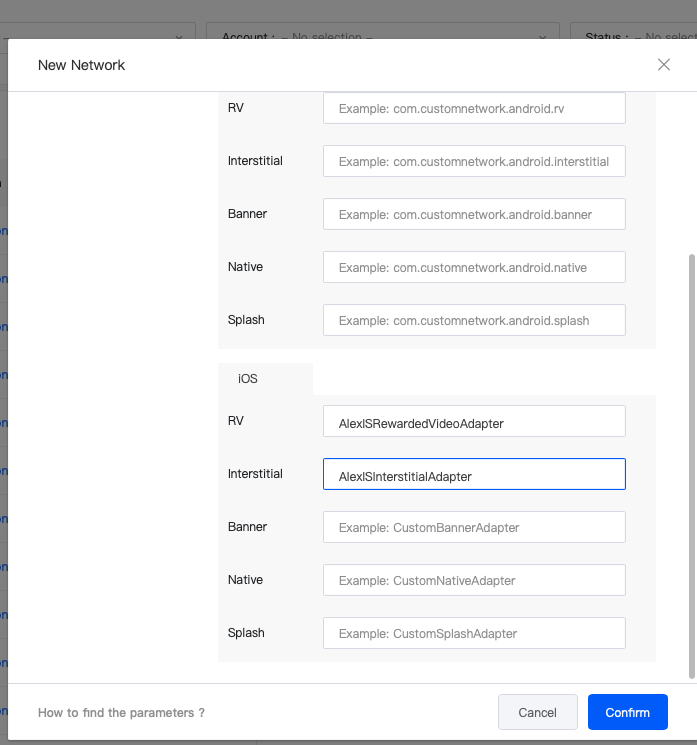 Account : – No selection –
Status : – No select
New Network
RV
Example: com.customnetwork.android.rv
Interstitial
Example: com.customnetwork.android.interstitial
Banner
Example: com.customnetwork.android.banner
Native
Example: com.customnetwork.android.native
Splash
Example: com.customnetwork.android.splash
iOS
RV
AlexISRewardedVideoAdapter
Interstitial
AlexISInterstitialAdapter
Banner
Example: CustomBannerAdapter
Native
Example: CustomNativeAdapter
Splash
Example: CustomSplashAdapter
How to find the parameters ?
Cancel
Confirm